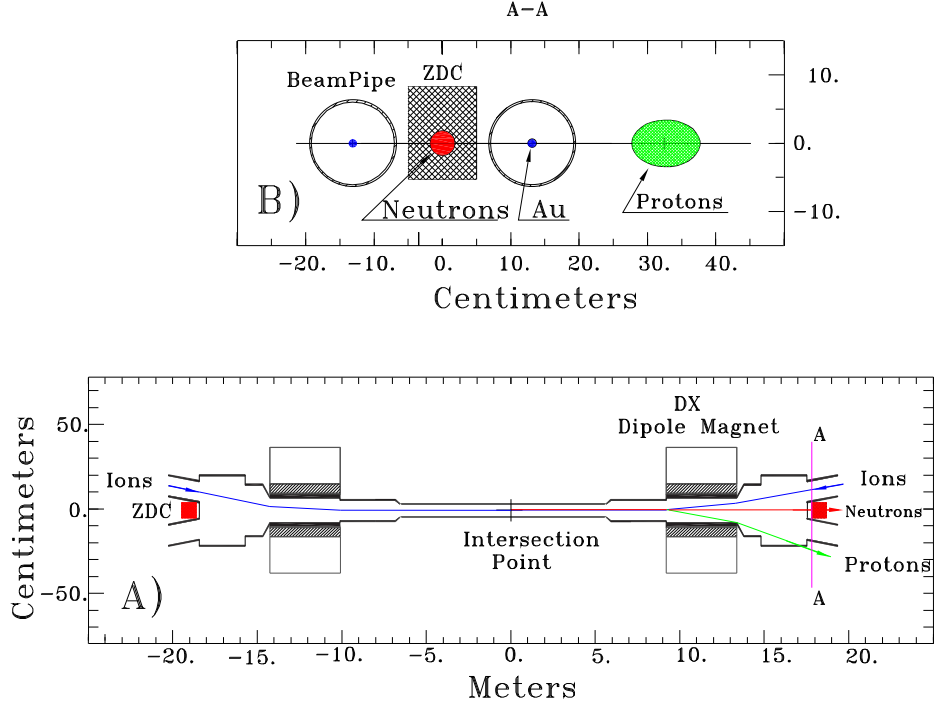 A-A
BeamPipe
ZDC
10.
0.
-10.
B)
Neutrons
Au
Protons
-20. -10. 0. 10. 20. 30. 40.
Centimeters
DX
Dipole Magnet
50.
A
Ions
Ions
0.
ZDC
Neutrons
Intersection
Point
Protons
-50.
A)
A
-20. -15. -10. 0. 5. 10. 15. 20.
Meters
Centimeters